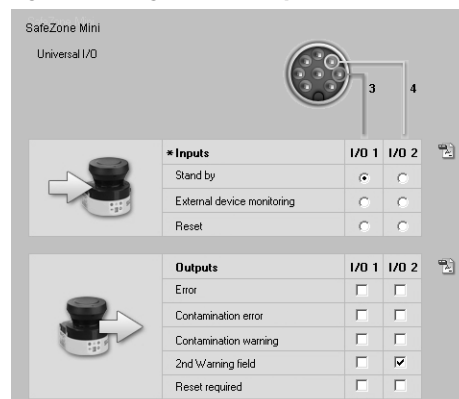 SafeZone Mini
Universal I/O
3 4
*Inputs I/O 1 I/O 2
Stand by
External device monitoring
Reset
Outputs I/O 1 I/O 2
Error
Contamination error
Contamination warning
2nd Warning field
Reset required